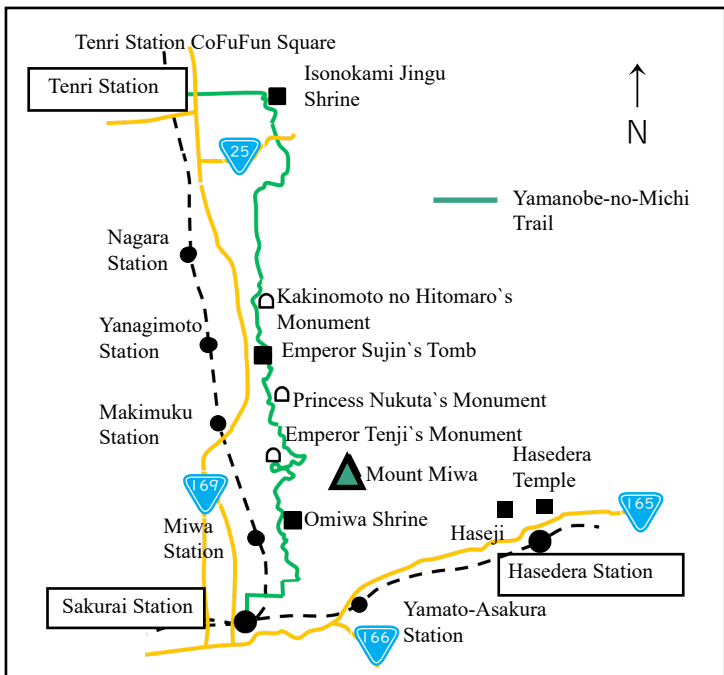 Tenri Station CoFuFun Square
Tenri Station
Isonokami Jingu
Shrine
N
25
Yamanobe-no-Michi
Trail
Nagara
Station
Kakinomoto no Hitomaro`s
Monument
Yanagimoto
Station
Emperor Sujin`s Tomb
Princess Nukuta`s Monument
Makimuku
Station
Emperor Tenji`s Monument
Mount Miwa
Hasedera
Temple
169
165
Omiwa Shrine
Haseji
Miwa
Station
Hasedera Station
Sakurai Station
Yamato-Asakura
Station
166